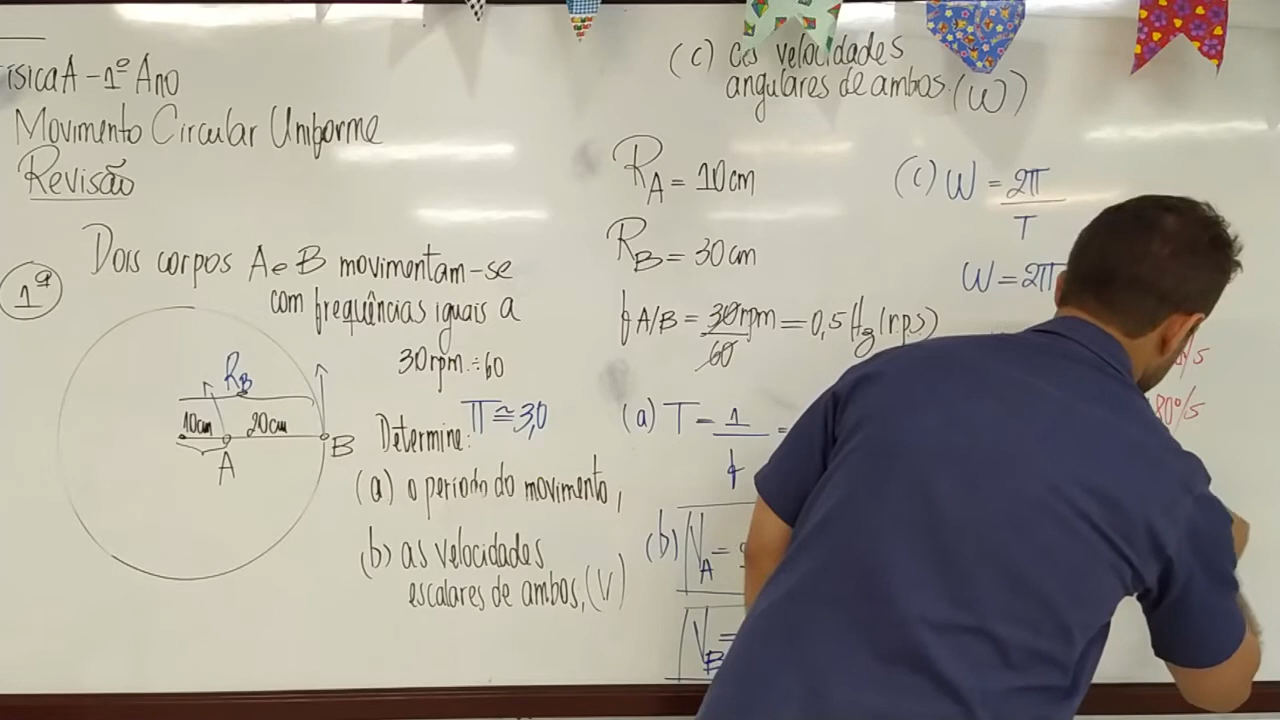 ísica A - 1º Ano
Movimento Circular Uniforme
Revisão
1ª
Dois corpos A e B movimentam-se
com frequências iguais a
30rpm ÷ 60
R_B
10cm 20cm
A B
Determine: π ≅ 3,0
(a) o período do movimento,
(b) as velocidades
escalares de ambos, (V)
(c) as velocidades
angulares de ambos. (W)
R_A = 10cm
R_B = 30cm
f A/B = 30rpm/60 = 0,5 Hz (rps)
(a) T = 1/f =
(b) V_A =
V_B =
(c) W = 2π/T
W = 2π
/s
80°/s